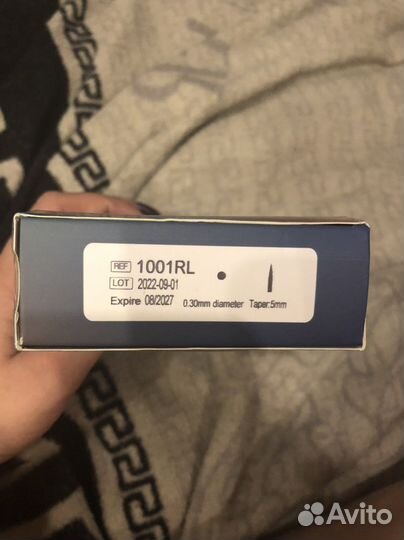 REF 1001RL
LOT 2022-09-01
Expire 08/2027 0.30mm diameter Taper:5mm
Avito